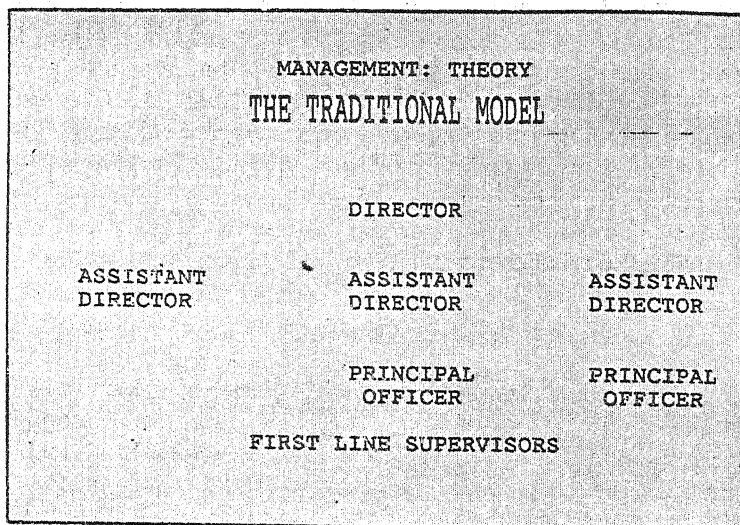 MANAGEMENT: THEORY
THE TRADITIONAL MODEL
DIRECTOR
ASSISTANT DIRECTOR
ASSISTANT DIRECTOR
ASSISTANT DIRECTOR
PRINCIPAL OFFICER
PRINCIPAL OFFICER
FIRST LINE SUPERVISORS